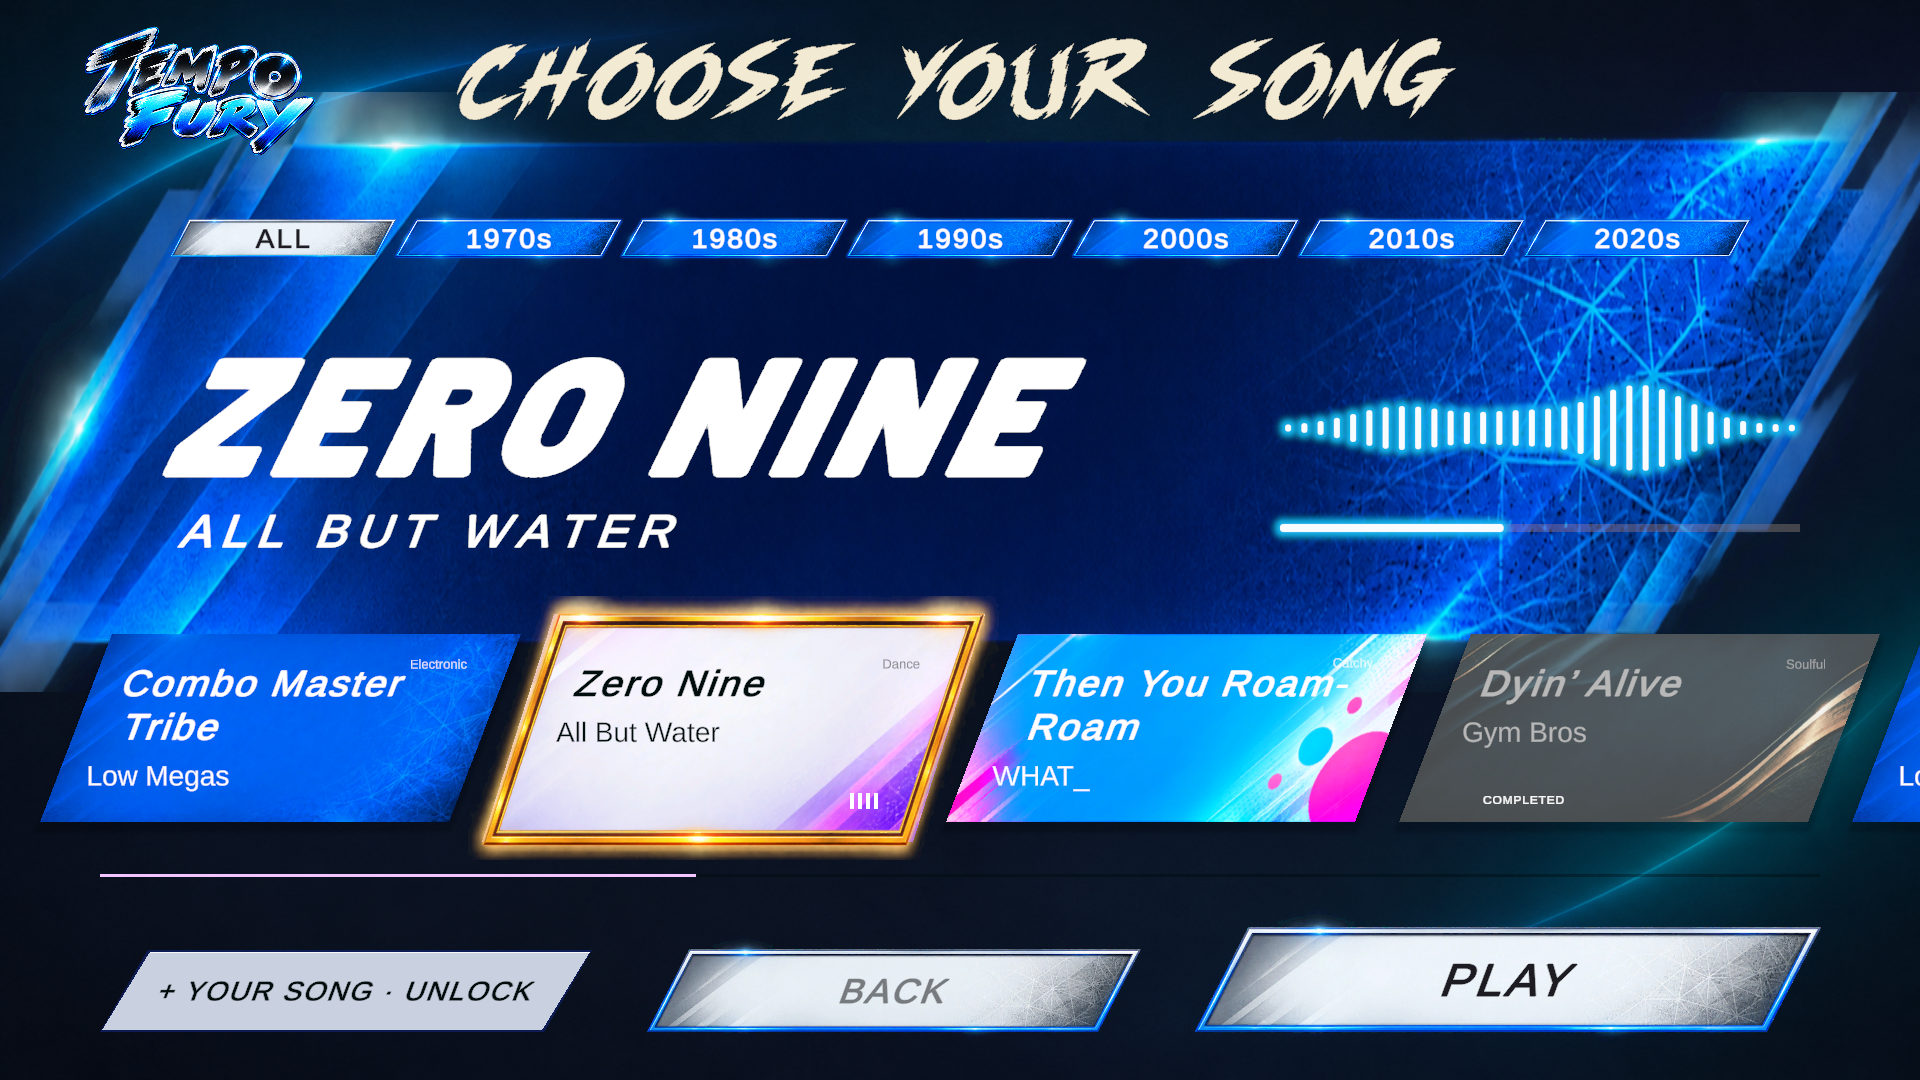 TEMPO
FURY
CHOOSE YOUR SONG
ALL
1970s
1980s
1990s
2000s
2010s
2020s
ZERO NINE
ALL BUT WATER
Electronic
Combo Master
Tribe
Low Megas
Dance
Zero Nine
All But Water
Catchy
Then You Roam-
Roam
WHAT_
Soulful
Dyin’ Alive
Gym Bros
COMPLETED
Lo
+ YOUR SONG · UNLOCK
BACK
PLAY